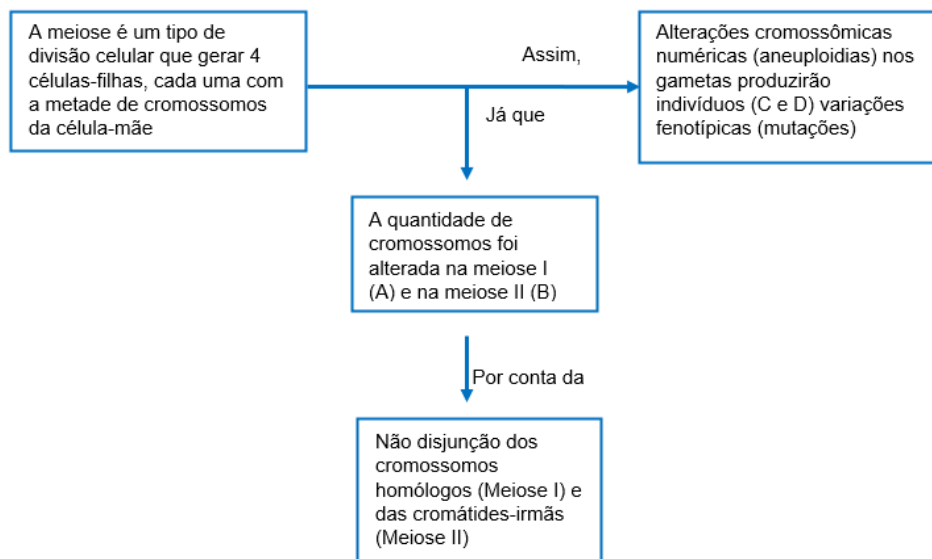 A meiose é um tipo de
divisão celular que gerar 4
células-filhas, cada uma com
a metade de cromossomos
da célula-mãe
Assim,
Já que
Alterações cromossômicas
numéricas (aneuploidias) nos
gametas produzirão
indivíduos (C e D) variações
fenotípicas (mutações)
A quantidade de
cromossomos foi
alterada na meiose I
(A) e na meiose II (B)
Por conta da
Não disjunção dos
cromossomos
homólogos (Meiose I) e
das cromátides-irmãs
(Meiose II)